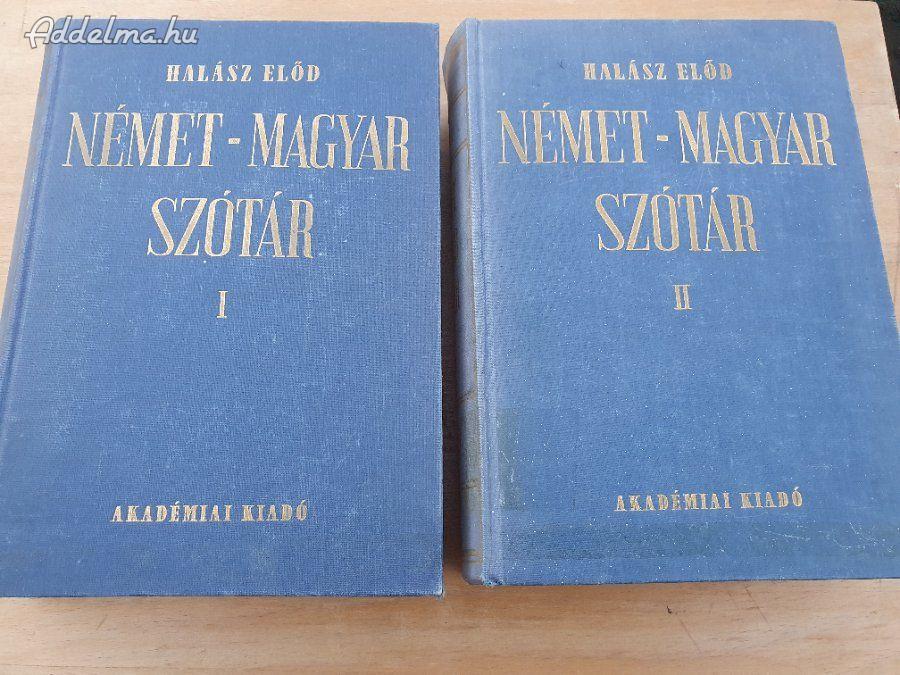 Addelma.hu
HALÁSZ ELŐD
NÉMET-MAGYAR
SZÓTÁR
I
AKADÉMIAI KIADÓ
HALÁSZ ELŐD
NÉMET-MAGYAR
SZÓTÁR
II
AKADÉMIAI KIADÓ